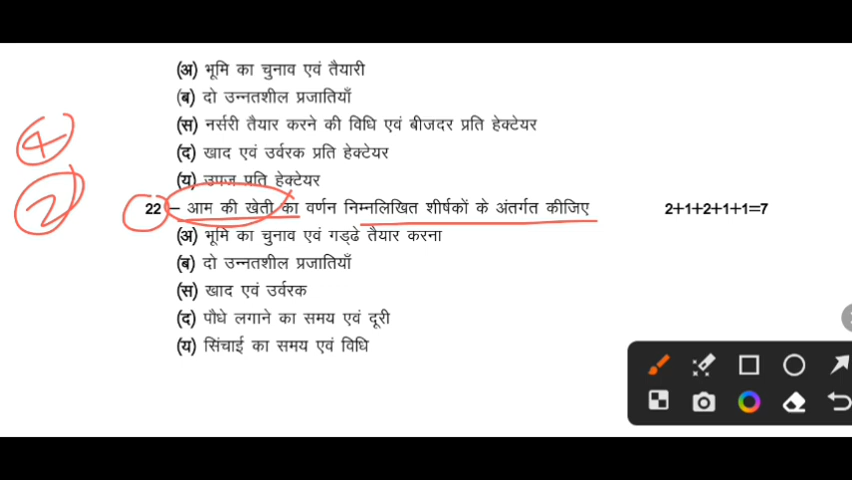 (अ) भूमि का चुनाव एवं तैयारी
(ब) दो उन्नतशील प्रजातियाँ
(स) नर्सरी तैयार करने की विधि एवं बीजदर प्रति हेक्टेयर
(द) खाद एवं उर्वरक प्रति हेक्टेयर
(य) उपज प्रति हेक्टेयर
22 – आम की खेती का वर्णन निम्नलिखित शीर्षकों के अंतर्गत कीजिए 2+1+2+1+1=7
(अ) भूमि का चुनाव एवं गड्ढे तैयार करना
(ब) दो उन्नतशील प्रजातियाँ
(स) खाद एवं उर्वरक
(द) पौधे लगाने का समय एवं दूरी
(य) सिंचाई का समय एवं विधि
4
2